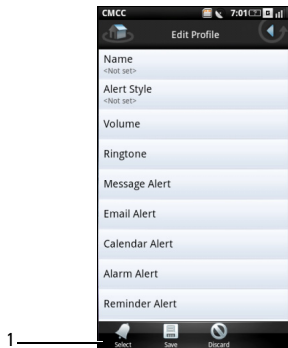 CMCC 7:01
Edit Profile
Name
<Not set>
Alert Style
<Not set>
Volume
Ringtone
Message Alert
Email Alert
Calendar Alert
Alarm Alert
Reminder Alert
1
Select Save Discard